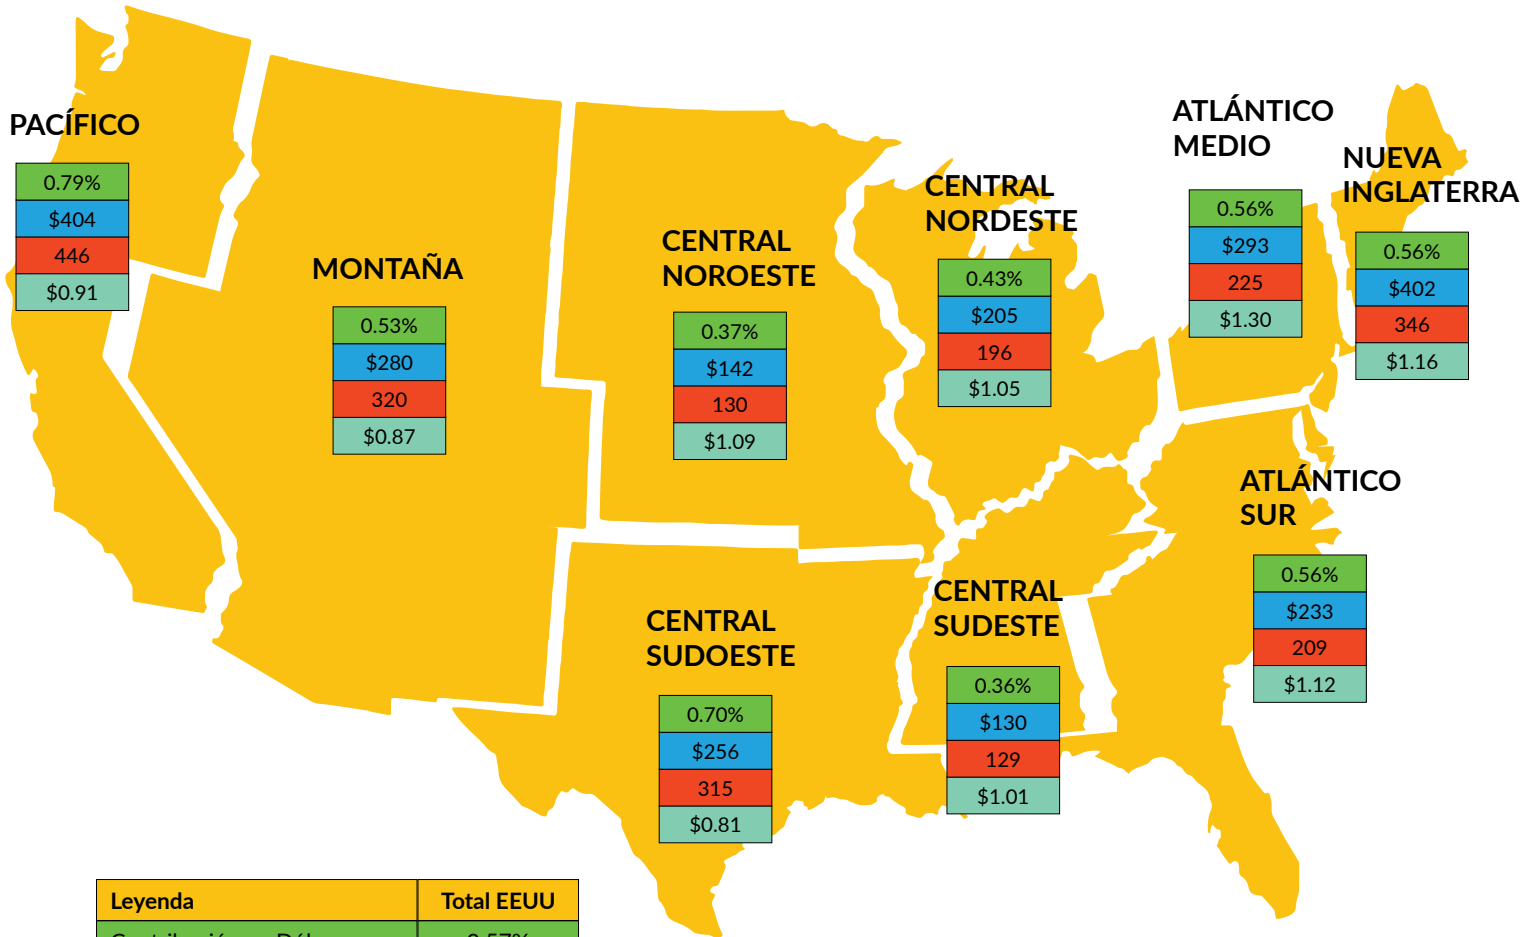 PACÍFICO
0.79%
$404
446
$0.91
MONTAÑA
0.53%
$280
320
$0.87
CENTRAL
NOROESTE
0.37%
$142
130
$1.09
CENTRAL
NORDESTE
0.43%
$205
196
$1.05
ATLÁNTICO
MEDIO
0.56%
$293
225
$1.30
NUEVA
INGLATERRA
0.56%
$402
346
$1.16
CENTRAL
SUDOESTE
0.70%
$256
315
$0.81
CENTRAL
SUDESTE
0.36%
$130
129
$1.01
ATLÁNTICO
SUR
0.56%
$233
209
$1.12
Leyenda Total EEUU
0.57%